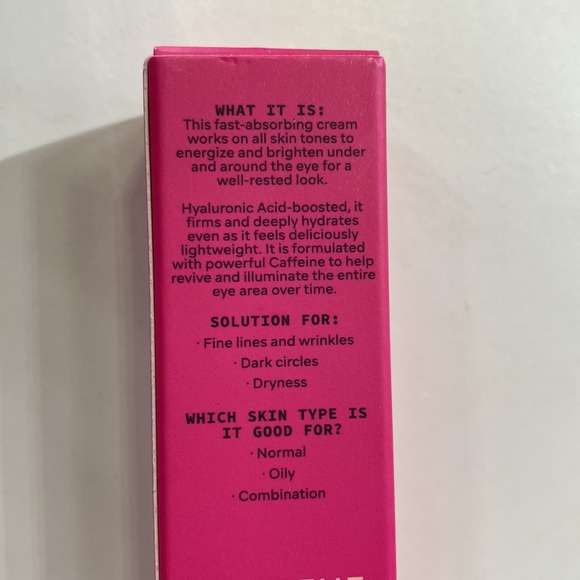 WHAT IT IS:
This fast-absorbing cream
works on all skin tones to
energize and brighten under
and around the eye for a
well-rested look.
Hyaluronic Acid-boosted, it
firms and deeply hydrates
even as it feels deliciously
lightweight. It is formulated
with powerful Caffeine to help
revive and illuminate the entire
eye area over time.
SOLUTION FOR:
· Fine lines and wrinkles
· Dark circles
· Dryness
WHICH SKIN TYPE IS
IT GOOD FOR?
· Normal
· Oily
· Combination